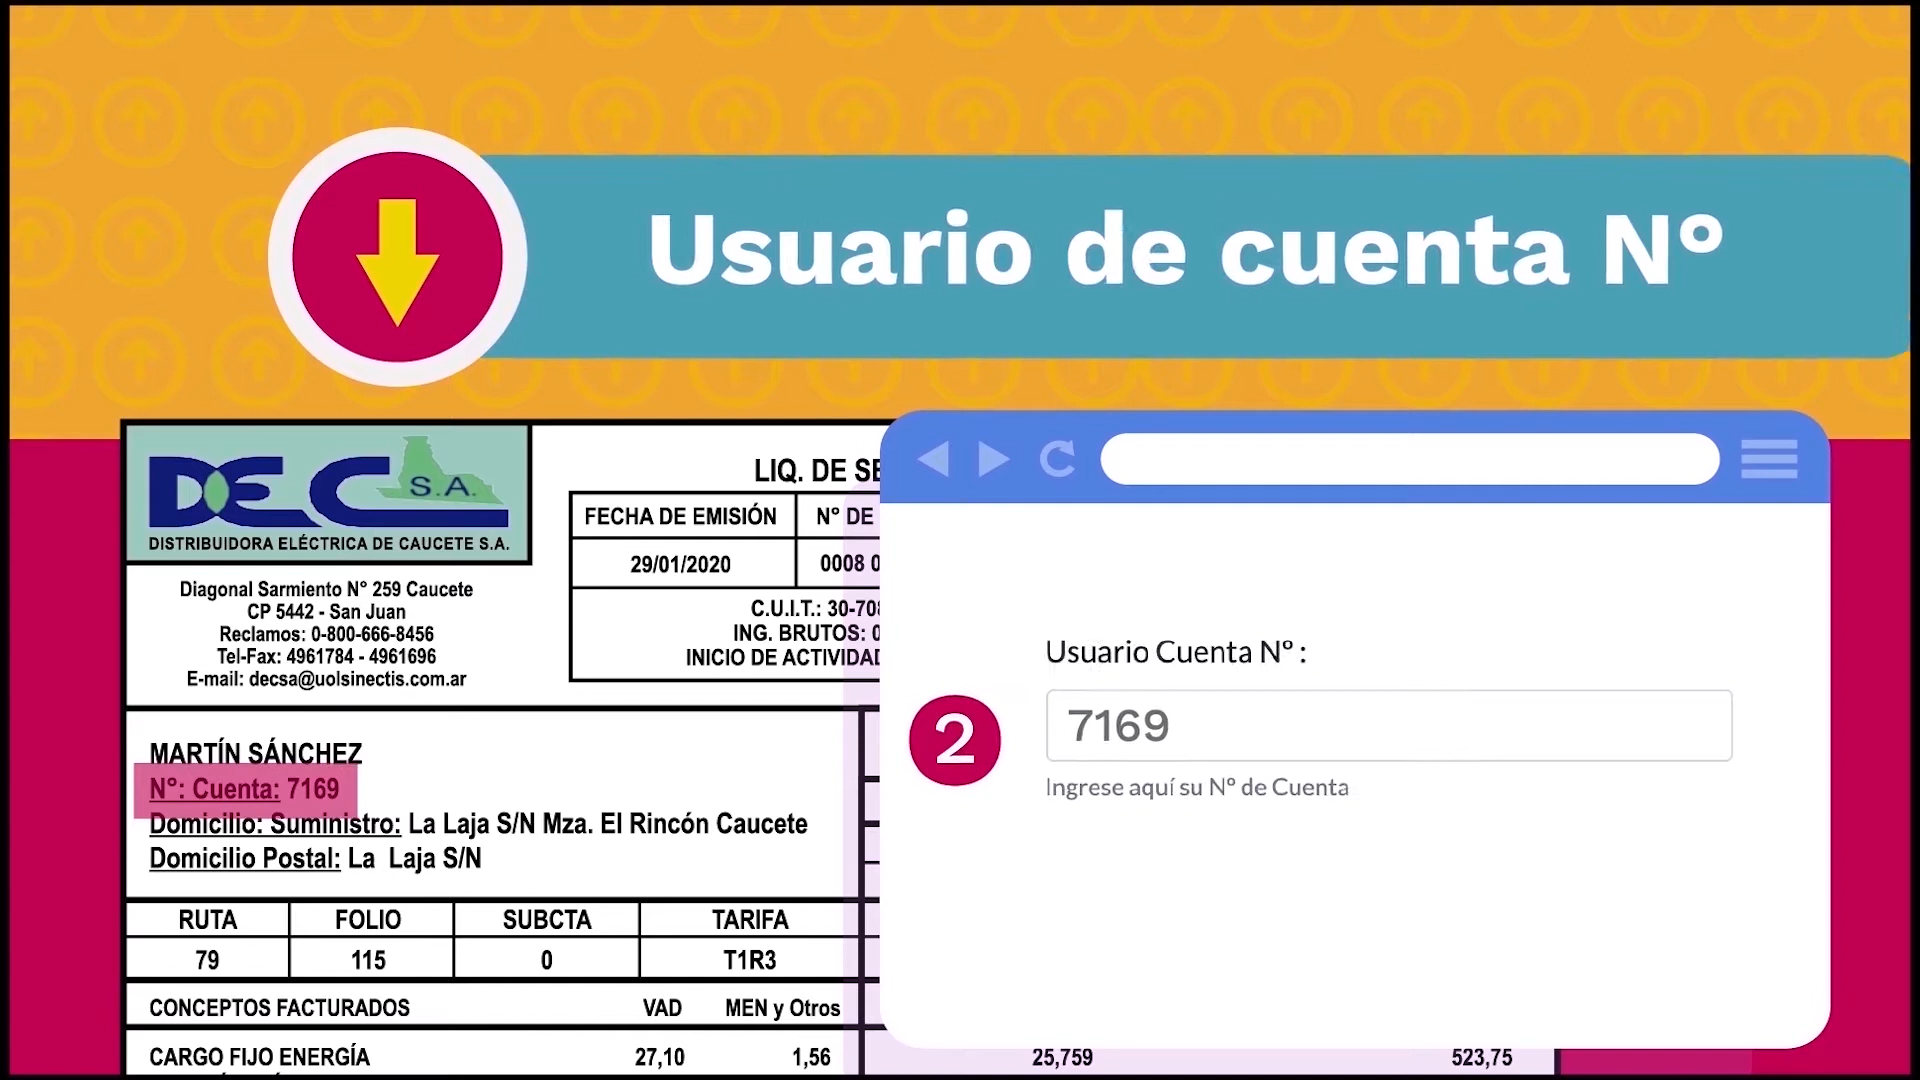 Usuario de cuenta Nº
DEC S.A.
DISTRIBUIDORA ELÉCTRICA DE CAUCETE S.A.
Diagonal Sarmiento N° 259 Caucete
CP 5442 - San Juan
Reclamos: 0-800-666-8456
Tel-Fax: 4961784 - 4961696
E-mail: decsa@uolsinectis.com.ar
LIQ. DE SE
FECHA DE EMISIÓN N° DE
29/01/2020 0008 0
C.U.I.T.: 30-708
ING. BRUTOS: 0
INICIO DE ACTIVIDAD
MARTÍN SÁNCHEZ
N°: Cuenta: 7169
Domicilio: Suministro: La Laja S/N Mza. El Rincón Caucete
Domicilio Postal: La Laja S/N
RUTA FOLIO SUBCTA TARIFA
79 115 0 T1R3
CONCEPTOS FACTURADOS VAD MEN y Otros
CARGO FIJO ENERGÍA 27,10 1,56 25,759 523,75
Usuario Cuenta Nº :
2
7169
Ingrese aquí su Nº de Cuenta